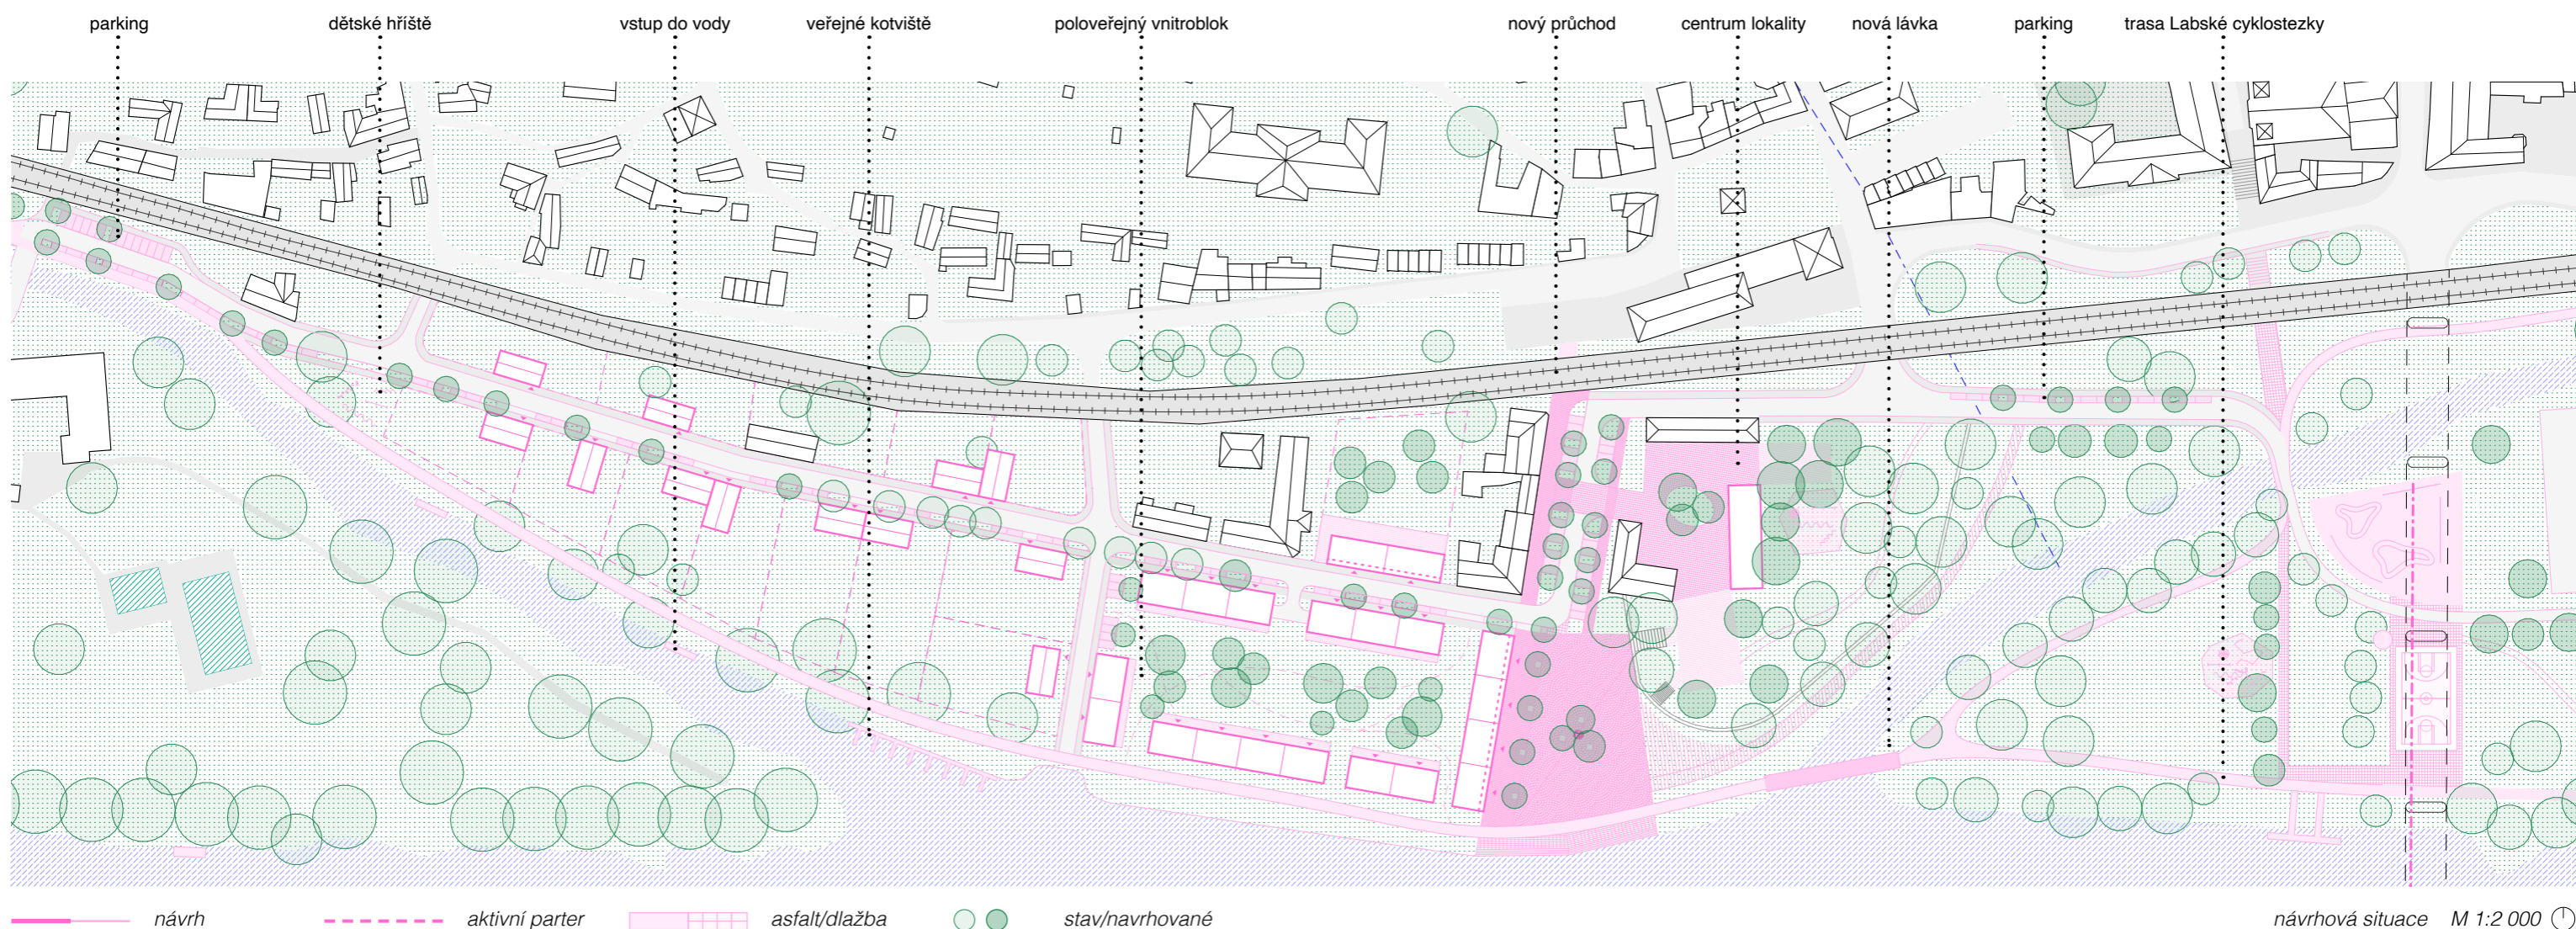 parking
dětské hříště
vstup do vody
veřejné kotviště
poloveřejný vnitroblok
nový průchod
centrum lokality
nová lávka
parking
trasa Labské cyklostezky
návrh
aktivní parter
asfalt/dlažba
stav/navrhované
návrhová situace M 1:2 000